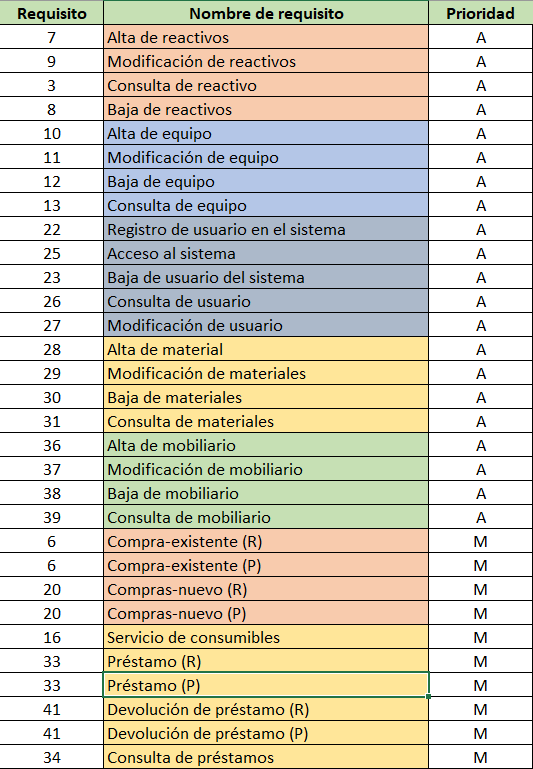 Requisito Nombre de requisito Prioridad
7 Alta de reactivos A
9 Modificación de reactivos A
3 Consulta de reactivo A
8 Baja de reactivos A
10 Alta de equipo A
11 Modificación de equipo A
12 Baja de equipo A
13 Consulta de equipo A
22 Registro de usuario en el sistema A
25 Acceso al sistema A
23 Baja de usuario del sistema A
26 Consulta de usuario A
27 Modificación de usuario A
28 Alta de material A
29 Modificación de materiales A
30 Baja de materiales A
31 Consulta de materiales A
36 Alta de mobiliario A
37 Modificación de mobiliario A
38 Baja de mobiliario A
39 Consulta de mobiliario A
6 Compra-existente (R) M
6 Compra-existente (P) M
20 Compras-nuevo (R) M
20 Compras-nuevo (P) M
16 Servicio de consumibles M
33 Préstamo (R) M
33 Préstamo (P) M
41 Devolución de préstamo (R) M
41 Devolución de préstamo (P) M
34 Consulta de préstamos M